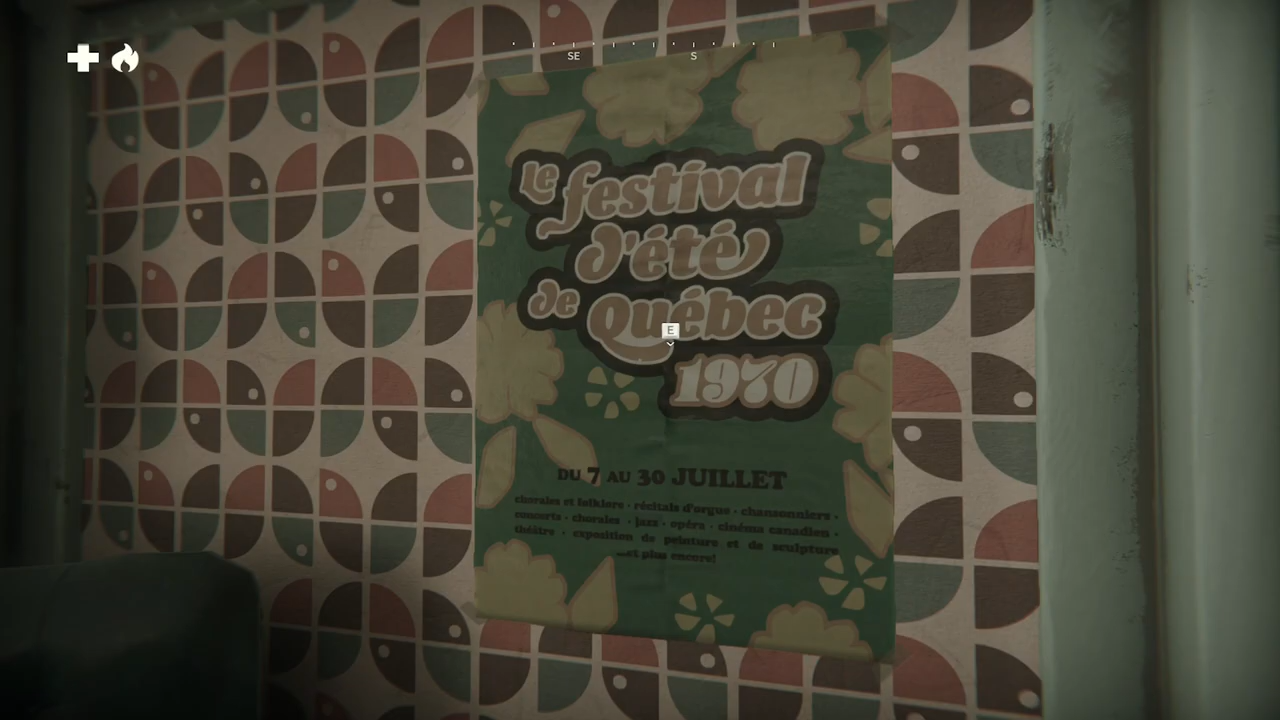 SE S
Le festival
d'été
de Québec
E
1970
DU 7 AU 30 JUILLET
chorales et folklore · récitals d'orgue · chansonniers ·
concerts · chorales · jazz · opéra · cinéma canadien ·
théâtre · exposition de peinture et de sculpture
...et plus encore!